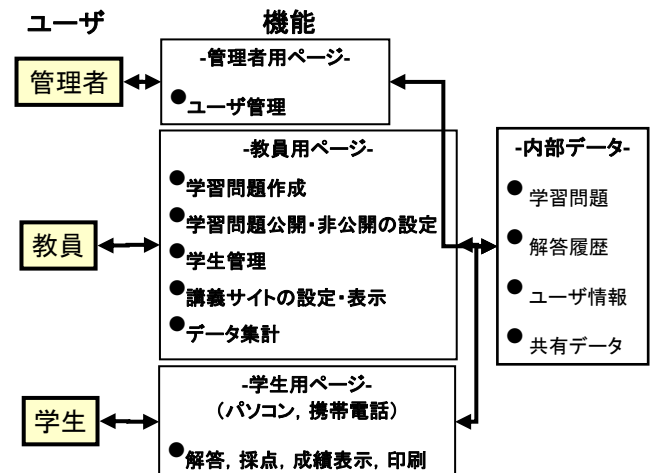 ユーザ
機能
管理者
-管理者用ページ-
●ユーザ管理
教員
-教員用ページ-
●学習問題作成
●学習問題公開・非公開の設定
●学生管理
●講義サイトの設定・表示
●データ集計
学生
-学生用ページ-
（パソコン，携帯電話）
●解答，採点，成績表示，印刷
-内部データ-
●学習問題
●解答履歴
●ユーザ情報
●共有データ